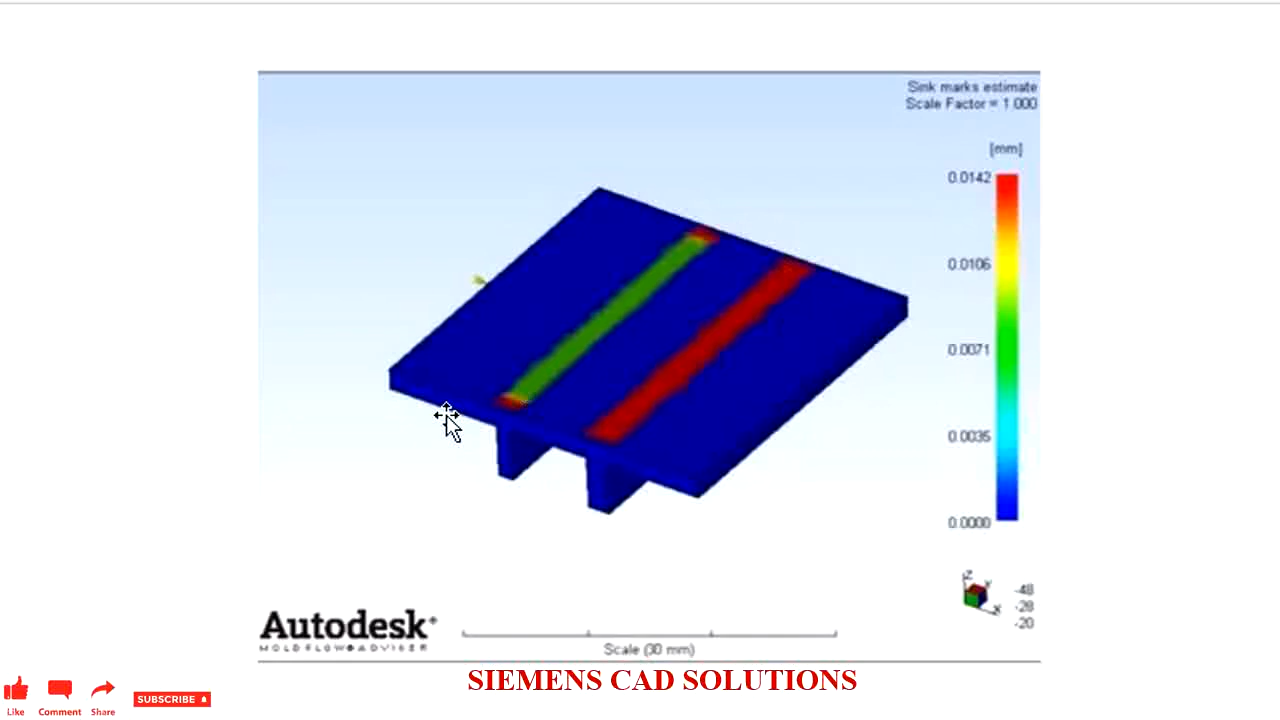 Sink marks estimate
Scale Factor = 1.000
[mm]
0.0142
0.0106
0.0071
0.0035
0.0000
Z
Y
X
-48
-28
-20
Autodesk®
MOLDFLOW ADVISER
Scale (30 mm)
SIEMENS CAD SOLUTIONS
Like
Comment
Share
SUBSCRIBE